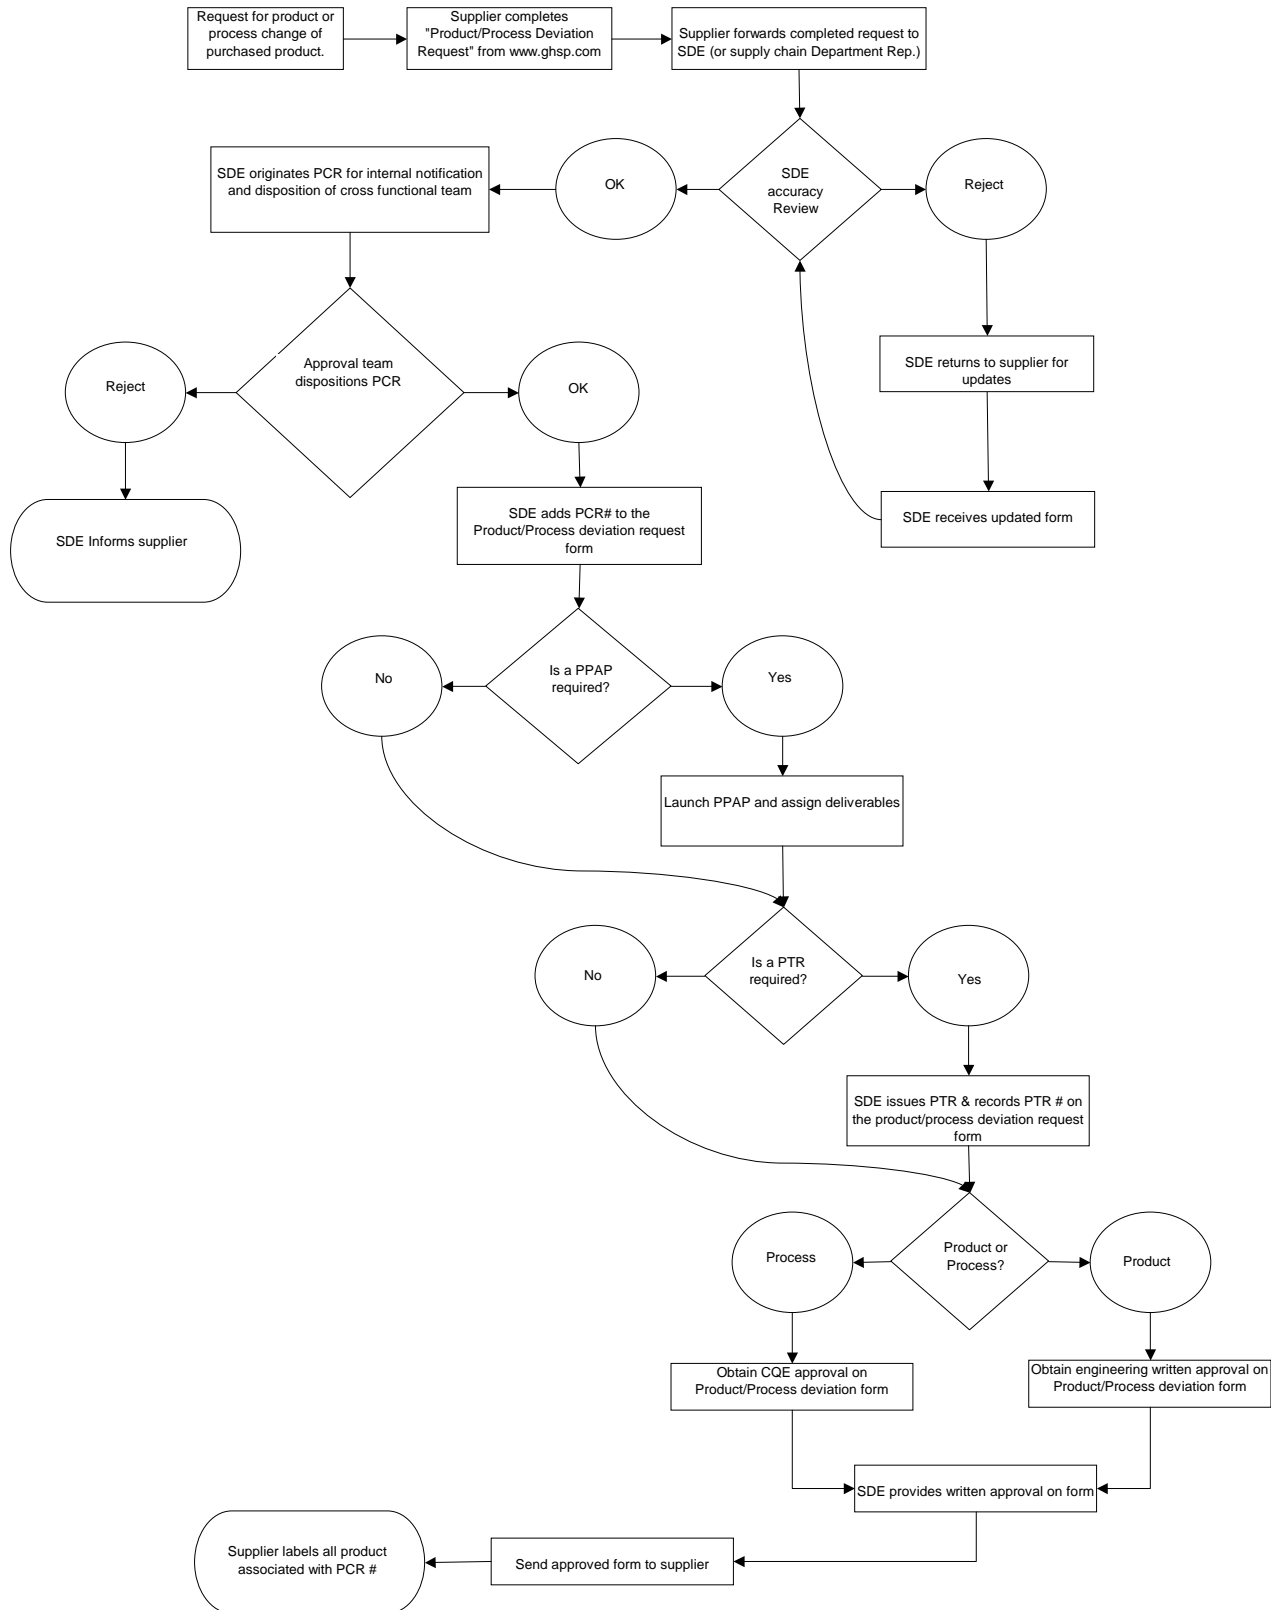 Request for product or
process change of
purchased product.
Supplier completes
"Product/Process Deviation
Request" from www.ghsp.com
Supplier forwards completed request to
SDE (or supply chain Department Rep.)
SDE originates PCR for internal notification
and disposition of cross functional team
OK
SDE
accuracy
Review
Reject
SDE returns to supplier for
updates
SDE receives updated form
Reject
Approval team
dispositions PCR
OK
SDE Informs supplier
SDE adds PCR# to the
Product/Process deviation request
form
No
Is a PPAP
required?
Yes
Launch PPAP and assign deliverables
No
Is a PTR
required?
Yes
SDE issues PTR & records PTR # on
the product/process deviation request
form
Process
Product or
Process?
Product
Obtain CQE approval on
Product/Process deviation form
Obtain engineering written approval on
Product/Process deviation form
SDE provides written approval on form
Send approved form to supplier
Supplier labels all product
associated with PCR #